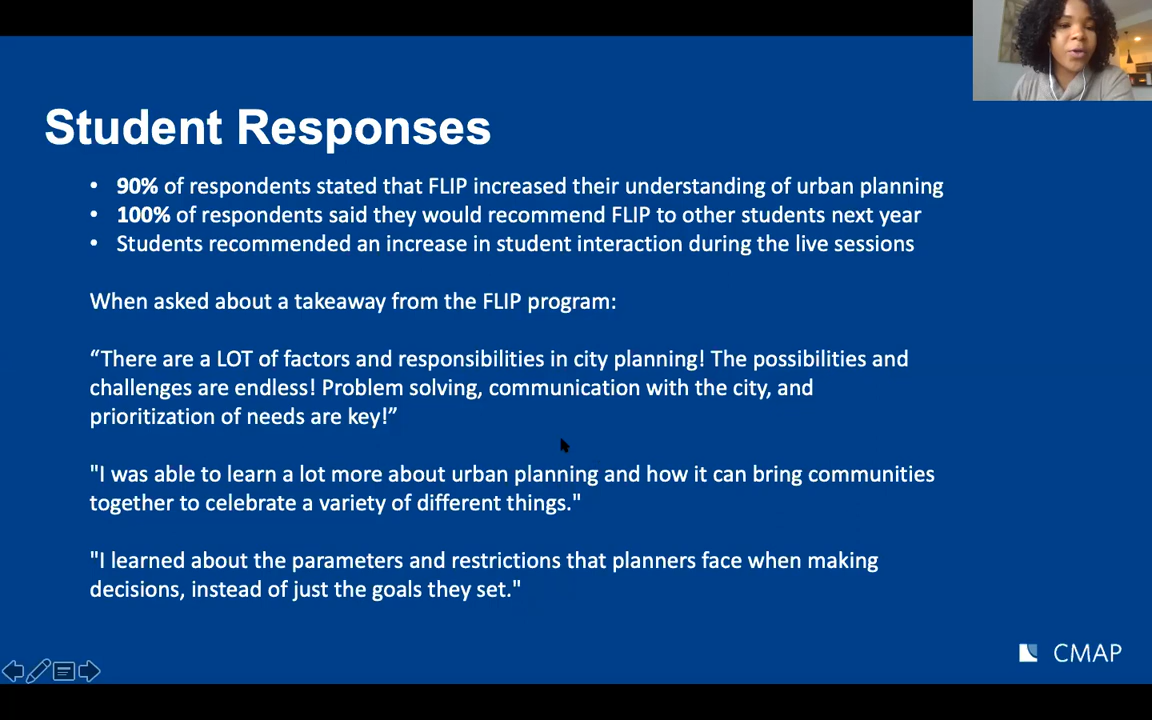 Student Responses
• 90% of respondents stated that FLIP increased their understanding of urban planning
• 100% of respondents said they would recommend FLIP to other students next year
• Students recommended an increase in student interaction during the live sessions
When asked about a takeaway from the FLIP program:
“There are a LOT of factors and responsibilities in city planning! The possibilities and
challenges are endless! Problem solving, communication with the city, and
prioritization of needs are key!”
"I was able to learn a lot more about urban planning and how it can bring communities
together to celebrate a variety of different things."
"I learned about the parameters and restrictions that planners face when making
decisions, instead of just the goals they set."
CMAP